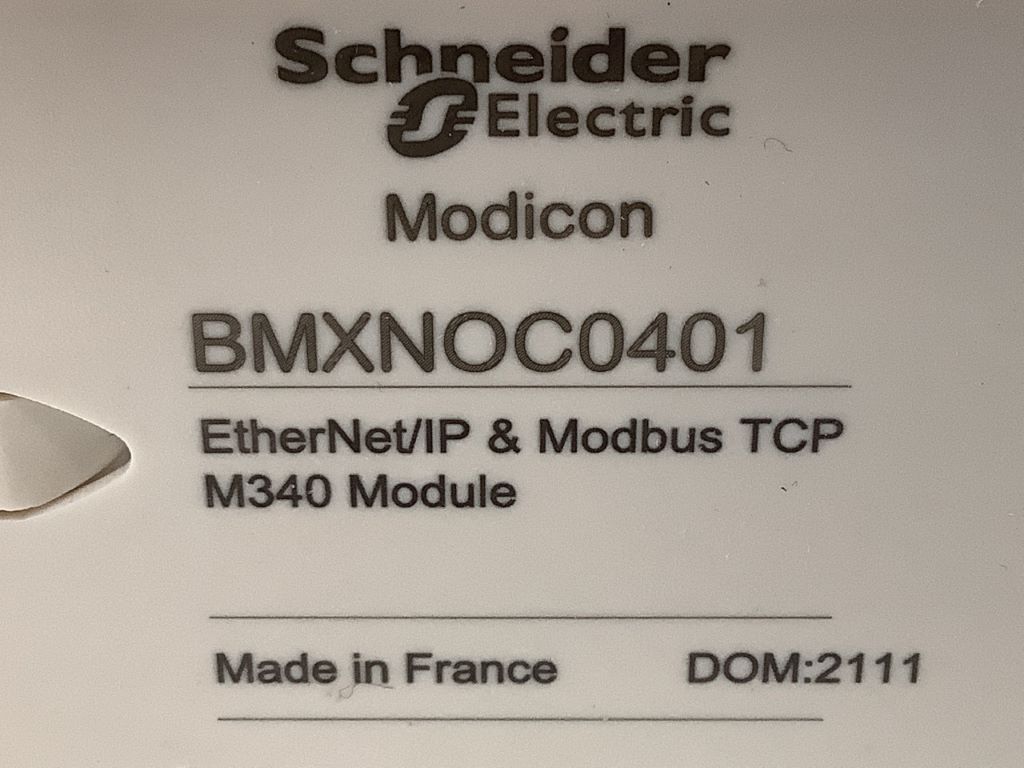 Schneider
Electric
Modicon
BMXNOC0401
EtherNet/IP & Modbus TCP
M340 Module
Made in France DOM:2111